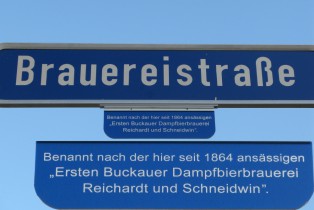 Brauereistraße
Benannt nach der hier seit 1864 ansässigen
„Ersten Buckauer Dampfbierbrauerei
Reichardt und Schneidwin".
Benannt nach der hier seit 1864 ansässigen
„Ersten Buckauer Dampfbierbrauerei
Reichardt und Schneidwin".